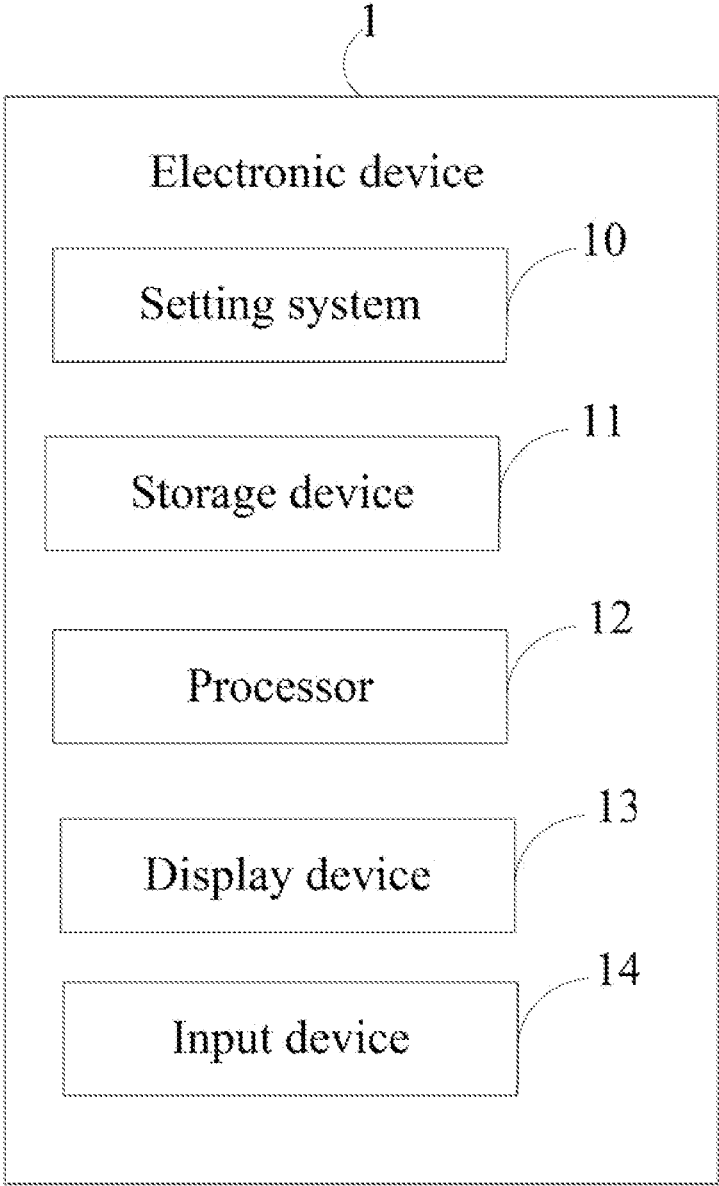 1
Electronic device
10
Setting system
11
Storage device
12
Processor
13
Display device
14
Input device